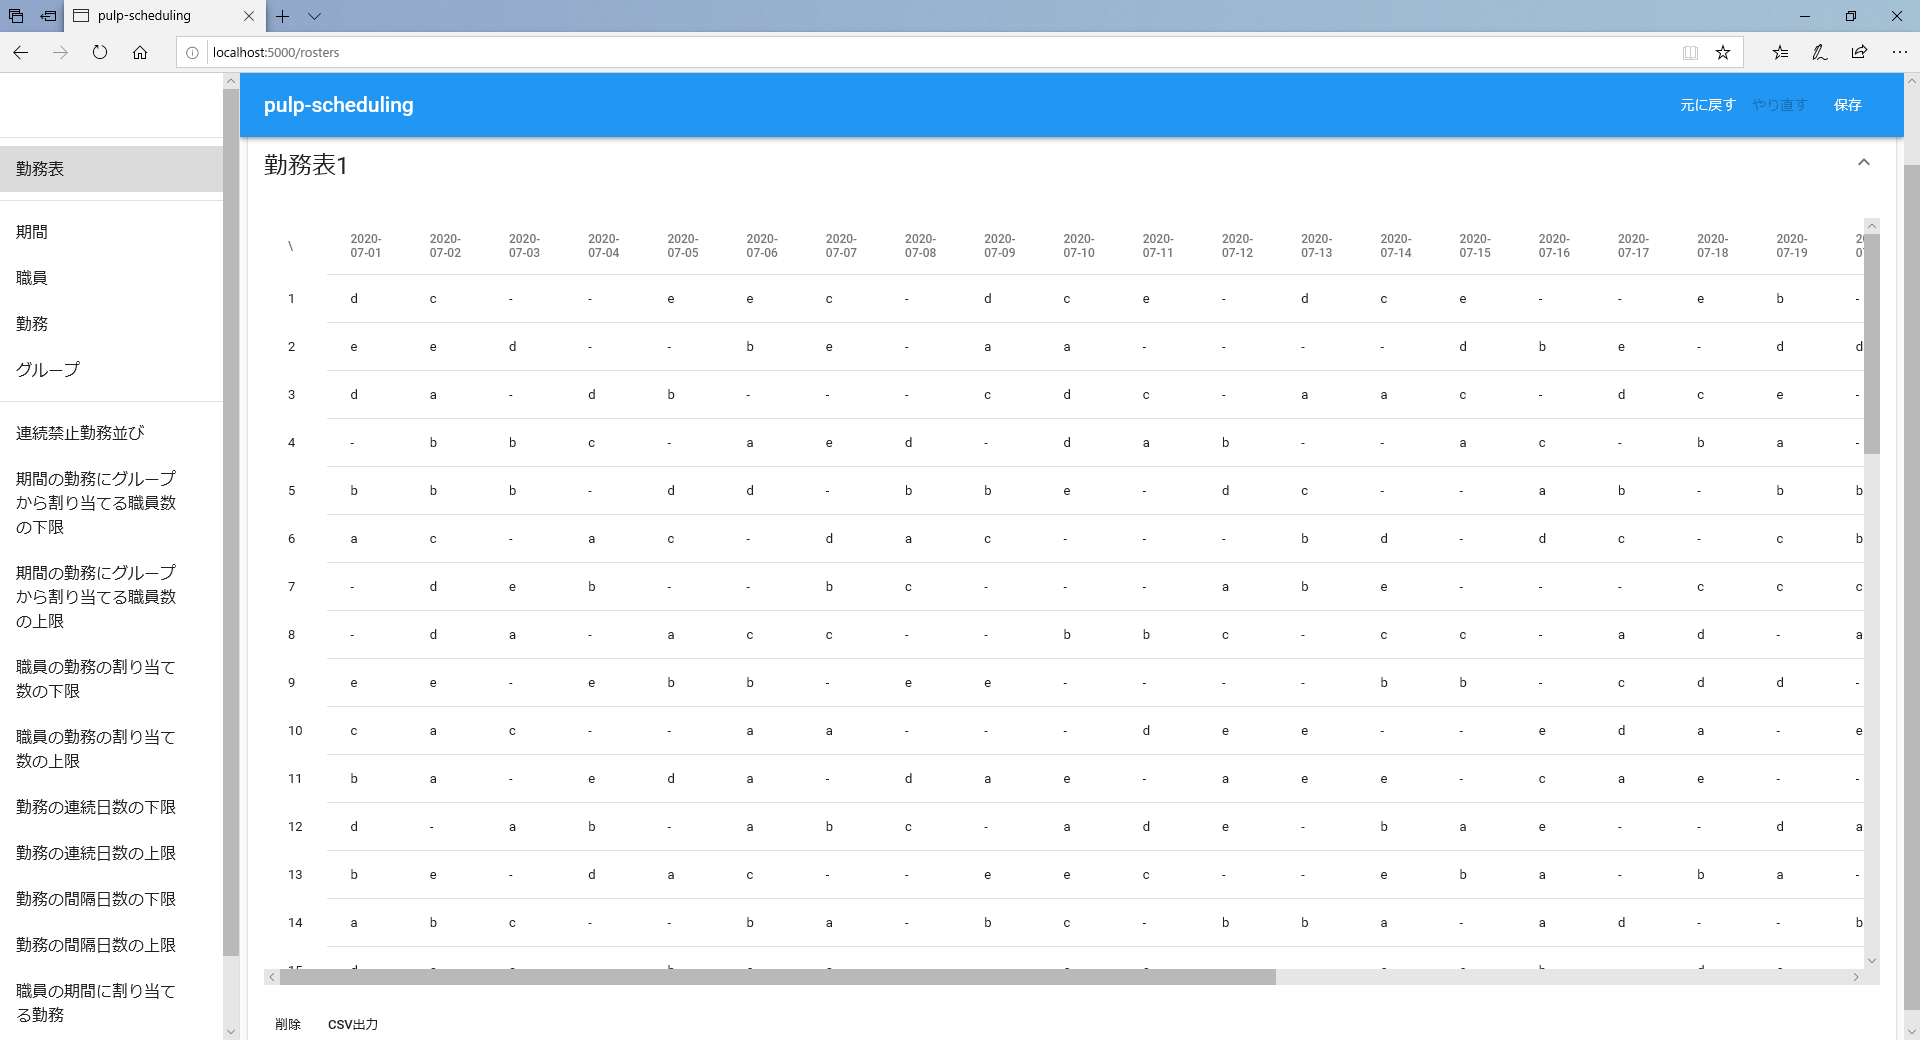 pulp-scheduling
localhost:5000/rosters
pulp-scheduling
元に戻す やり直す 保存
勤務表
期間
職員
勤務
グループ
連続禁止勤務並び
期間の勤務にグループ
から割り当てる職員数
の下限
期間の勤務にグループ
から割り当てる職員数
の上限
職員の勤務の割り当て
数の下限
職員の勤務の割り当て
数の上限
勤務の連続日数の下限
勤務の連続日数の上限
勤務の間隔日数の下限
勤務の間隔日数の上限
職員の期間に割り当て
る勤務
勤務表1
\ 2020-07-01 2020-07-02 2020-07-03 2020-07-04 2020-07-05 2020-07-06 2020-07-07 2020-07-08 2020-07-09 2020-07-10 2020-07-11 2020-07-12 2020-07-13 2020-07-14 2020-07-15 2020-07-16 2020-07-17 2020-07-18 2020-07-19
1 d c - - e e c - d c e - d c e - - e b -
2 e e d - - b e - a a - - - - d b e - d d
3 d a - d b - - - c d c - a a c - d c e -
4 - b b c - a e d - d a b - - a c - b a -
5 b b b - d d - b b e - d c - - a b - b b
6 a c - a c - d a c - - - b d - d c - c b
7 - d e b - - b c - - - a b e - - - c c c
8 - d a - a c c - - b b c - c c - a d - a
9 e e - e b b - e e - - - - b b - c d d -
10 c a c - - a a - - - d e e - - e d a - e
11 b a - e d a - d a e - a e e - c a e - -
12 d - a b - a b c - a d e - b a e - - d a
13 b e - d a c - - e e c - - e b a - b a -
14 a b c - - b a - b c - b b a - a d - - b
削除 CSV出力